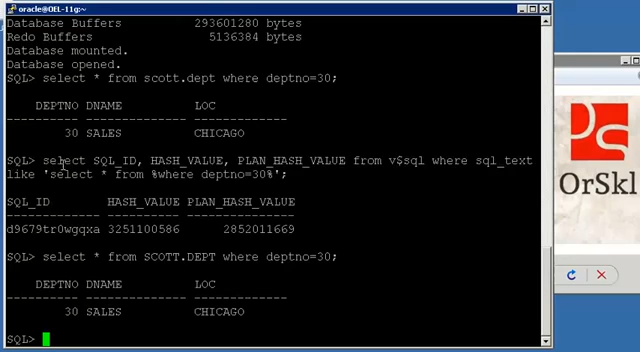 oracle@OEL-11g:~
Database Buffers 293601280 bytes
Redo Buffers 5136384 bytes
Database mounted.
Database opened.
SQL> select * from scott.dept where deptno=30;
DEPTNO DNAME LOC
---------- -------------- -------------
30 SALES CHICAGO
SQL> select SQL_ID, HASH_VALUE, PLAN_HASH_VALUE from v$sql where sql_text
like 'select * from %where deptno=30%';
SQL_ID HASH_VALUE PLAN_HASH_VALUE
------------- ---------- ---------------
d9679tr0wgqxa 3251100586 2852011669
SQL> select * from SCOTT.DEPT where deptno=30;
DEPTNO DNAME LOC
---------- -------------- -------------
30 SALES CHICAGO
SQL>
OrSkl